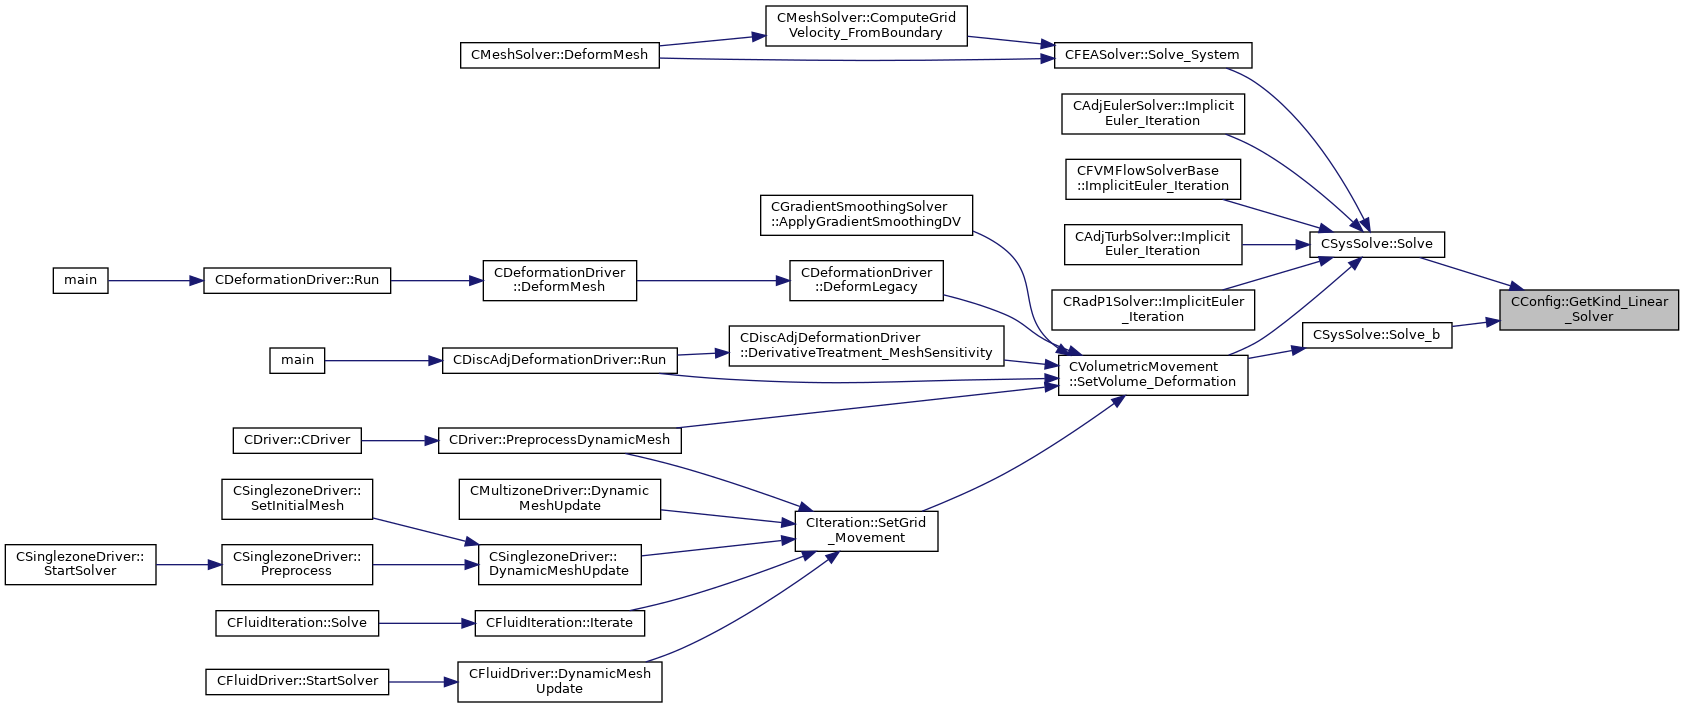 CMeshSolver::ComputeGrid
Velocity_FromBoundary
CMeshSolver::DeformMesh
CFEASolver::Solve_System
CAdjEulerSolver::Implicit
Euler_Iteration
CFVMFlowSolverBase
::ImplicitEuler_Iteration
CGradientSmoothingSolver
::ApplyGradientSmoothingDV
CAdjTurbSolver::Implicit
Euler_Iteration
CSysSolve::Solve
main
CDeformationDriver::Run
CDeformationDriver
::DeformMesh
CDeformationDriver
::DeformLegacy
CRadP1Solver::ImplicitEuler
_Iteration
CConfig::GetKind_Linear
_Solver
CSysSolve::Solve_b
main
CDiscAdjDeformationDriver::Run
CDiscAdjDeformationDriver
::DerivativeTreatment_MeshSensitivity
CVolumetricMovement
::SetVolume_Deformation
CDriver::CDriver
CDriver::PreprocessDynamicMesh
CSinglezoneDriver::
SetInitialMesh
CMultizoneDriver::Dynamic
MeshUpdate
CIteration::SetGrid
_Movement
CSinglezoneDriver::
StartSolver
CSinglezoneDriver::
Preprocess
CSinglezoneDriver::
DynamicMeshUpdate
CFluidIteration::Solve
CFluidIteration::Iterate
CFluidDriver::StartSolver
CFluidDriver::DynamicMesh
Update